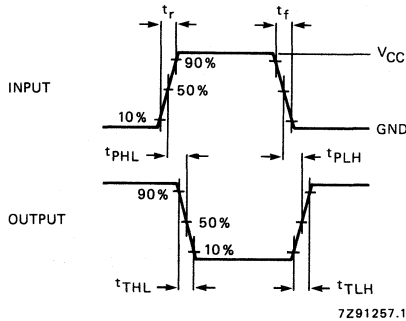 tr
tf
VCC
90%
INPUT
50%
10%
GND
tPHL
tPLH
90%
OUTPUT
50%
10%
tTHL
tTLH
7Z91257.1